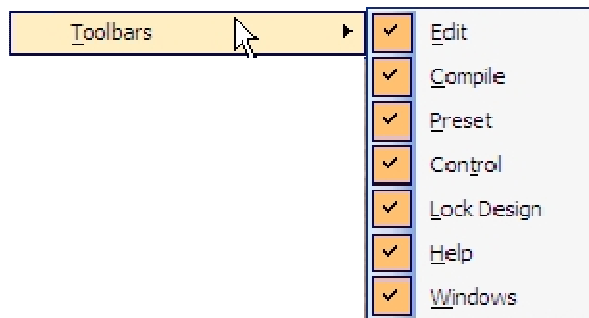 Toolbars
Edit
Compile
Preset
Control
Lock Design
Help
Windows